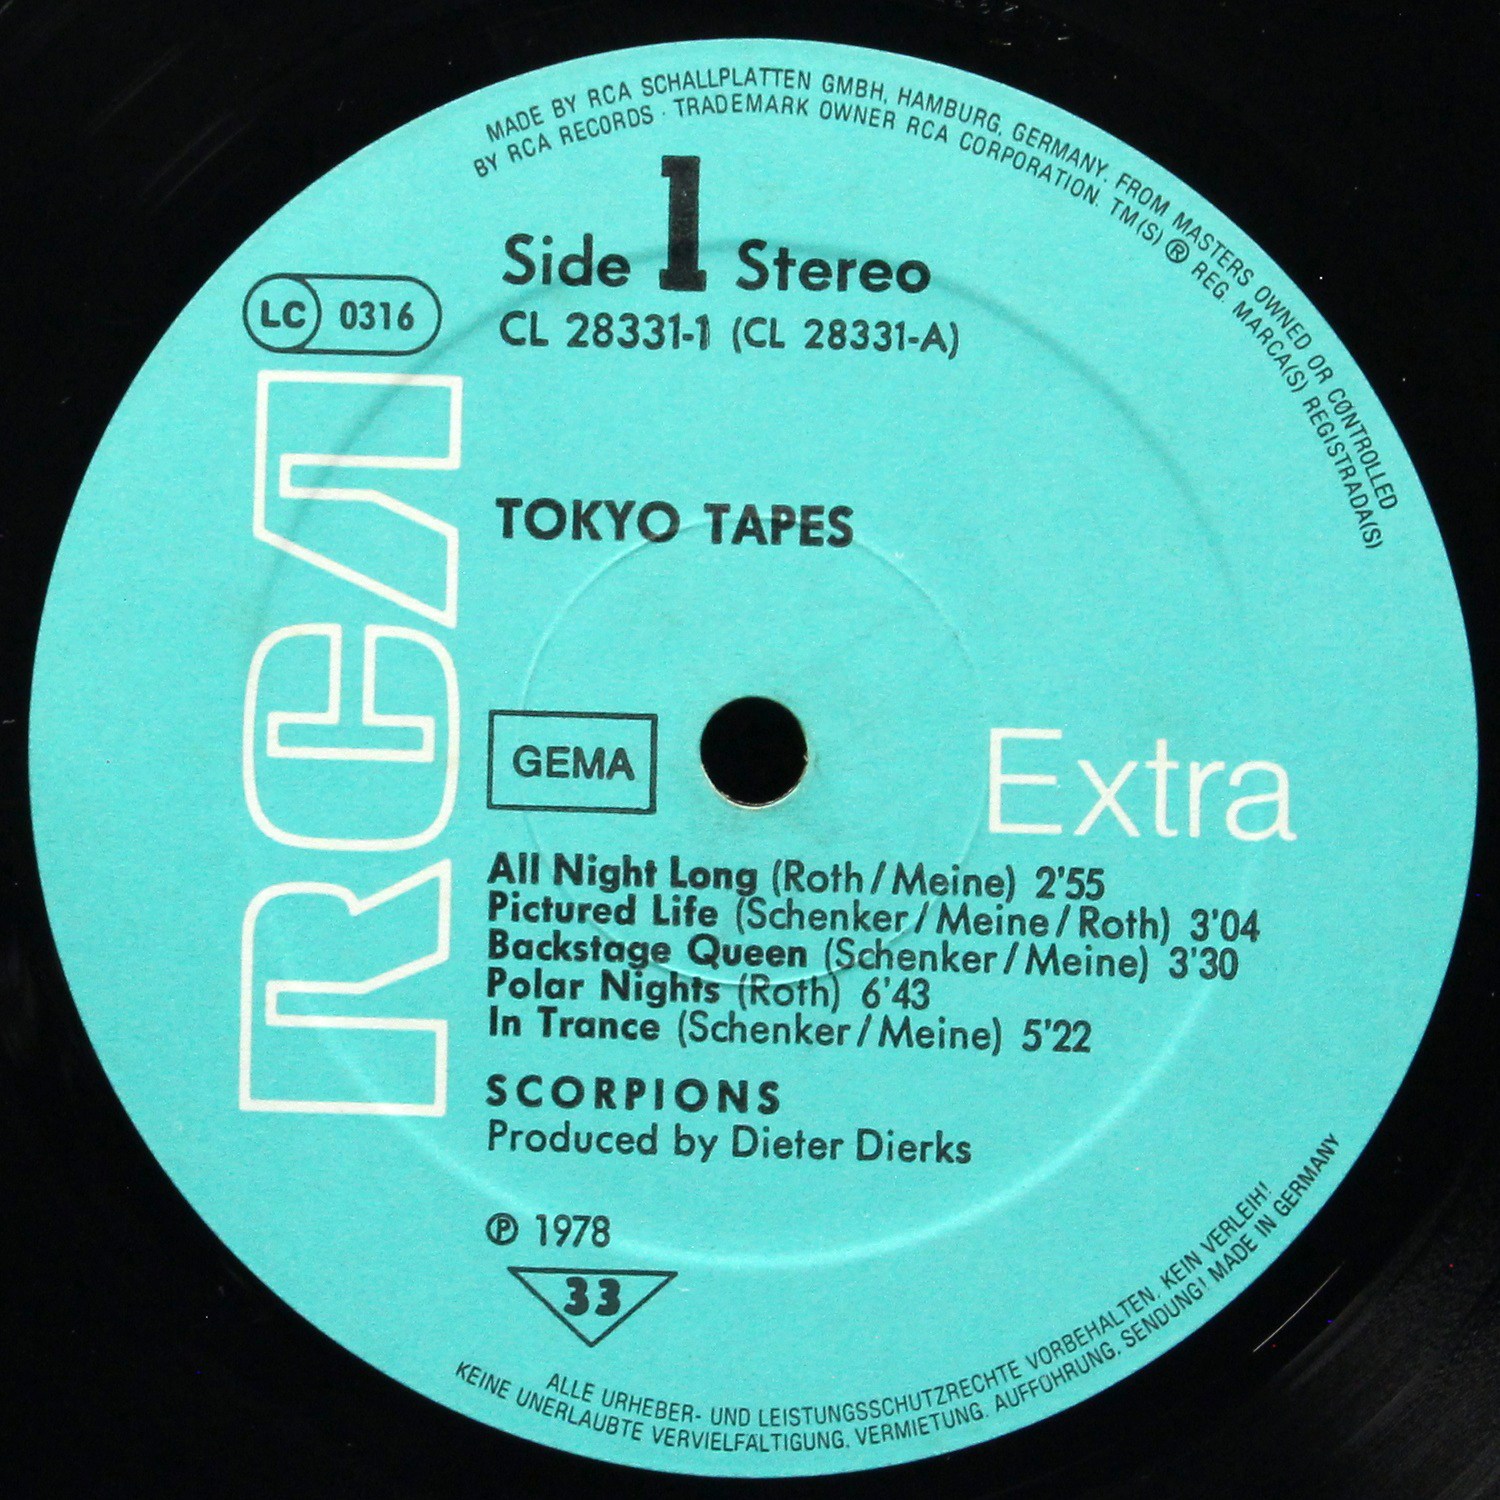 MADE BY RCA SCHALLPLATTEN GMBH, HAMBURG, GERMANY. FROM MASTERS OWNED OR CONTROLLED
BY RCA RECORDS · TRADEMARK OWNER RCA CORPORATION. TM(S) ® REG. MARCA(S) REGISTRADA(S)
Side 1 Stereo
LC 0316
CL 28331-1 (CL 28331-A)
RCA
TOKYO TAPES
GEMA
Extra
All Night Long (Roth/Meine) 2'55
Pictured Life (Schenker/Meine/Roth) 3'04
Backstage Queen (Schenker/Meine) 3'30
Polar Nights (Roth) 6'43
In Trance (Schenker/Meine) 5'22
SCORPIONS
Produced by Dieter Dierks
℗ 1978
33
ALLE URHEBER- UND LEISTUNGSSCHUTZRECHTE VORBEHALTEN. KEIN VERLEIH!
KEINE UNERLAUBTE VERVIELFÄLTIGUNG, VERMIETUNG, AUFFÜHRUNG, SENDUNG! MADE IN GERMANY